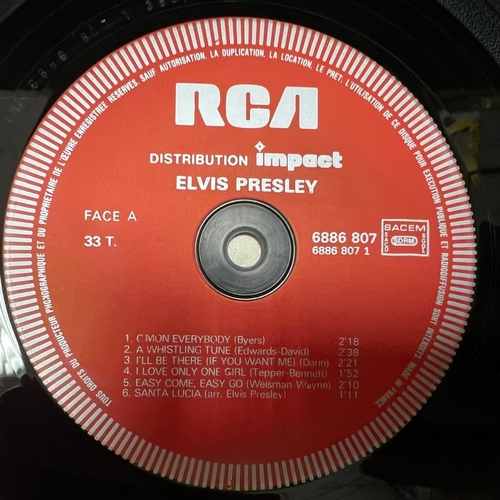 TOUS DROITS DU PRODUCTEUR PHONOGRAPHIQUE ET DU PROPRIETAIRE DE L'ŒUVRE ENREGISTREE RESERVES. SAUF AUTORISATION, LA DUPLICATION, LA LOCATION, LE PRET, L'UTILISATION DE CE DISQUE POUR EXECUTION PUBLIQUE ET RADIODIFFUSION SONT INTERDITS. MADE IN FRANCE.
RCA
DISTRIBUTION impact
ELVIS PRESLEY
FACE A
33 T.
6886 807
6886 807 1
SACEM
SACD
SDRM
SGDL
1. C'MON EVERYBODY (Byers) 2'18
2. A WHISTLING TUNE (Edwards-David) 2'38
3. I'LL BE THERE (IF YOU WANT ME) (Darin) 2'21
4. I LOVE ONLY ONE GIRL (Tepper-Bennett) 1'52
5. EASY COME, EASY GO (Weisman-Wayne) 2'10
6. SANTA LUCIA (arr. Elvis Presley) 1'11